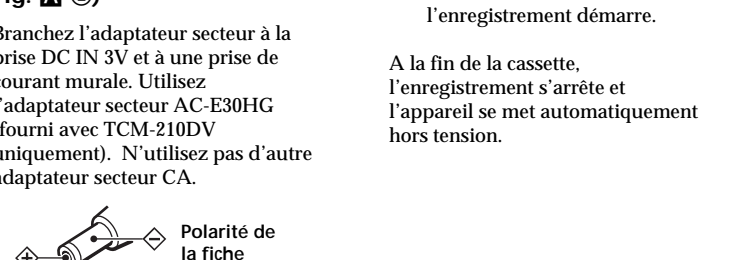 Branchez l'adaptateur secteur à la
prise DC IN 3V et à une prise de
courant murale. Utilisez
l'adaptateur secteur AC-E30HG
(fourni avec TCM-210DV
uniquement).  N'utilisez pas d'autre
adaptateur secteur CA.
Polarité de
la fiche
l'enregistrement démarre.
A la fin de la cassette,
l'enregistrement s'arrête et
l'appareil se met automatiquement
hors tension.